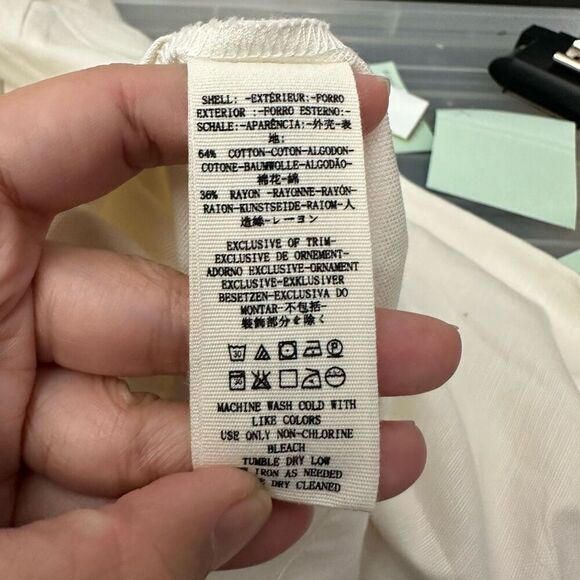 SHELL: -EXTÉRIEUR:-FORRO
EXTERIOR :-FORRO ESTERNO:-
SCHALE:-APARÊNCIA:-外壳-表
地:
64% COTTON-COTON-ALGODON-
COTONE-BAUMWOLLE-ALGODÃO-
棉花-綿
36% RAYON -RAYONNE-RAYÓN-
RAION-KUNSTSEIDE-RAIOM-人
造絲-レーヨン
EXCLUSIVE OF TRIM-
EXCLUSIVE DE ORNEMENT-
ADORNO EXCLUSIVE-ORNAMENT
EXCLUSIVE-EXKLUSIVER
BESETZEN-EXCLUSIVA DO
MONTAR-不包括-
装飾部分を除く
MACHINE WASH COLD WITH
LIKE COLORS
USE ONLY NON-CHLORINE
BLEACH
TUMBLE DRY LOW
IRON AS NEEDED
DRY CLEANED